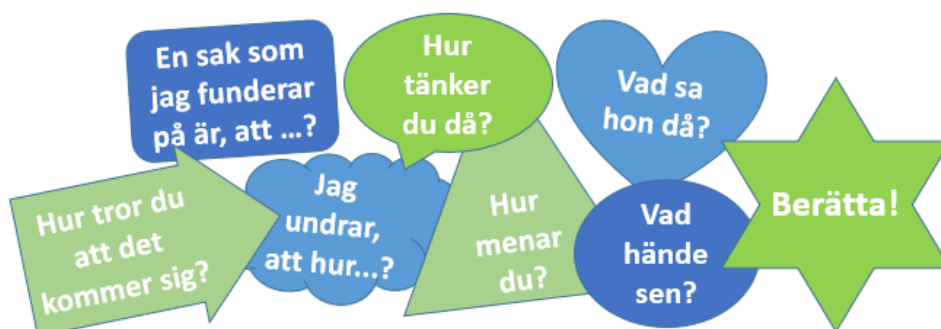 En sak som
jag funderar
på är, att ...?
Hur
tänker
du då?
Vad sa
hon då?
Berätta!
Hur tror du
att det
kommer sig?
Jag
undrar,
att hur...?
Hur
menar
du?
Vad
hände
sen?